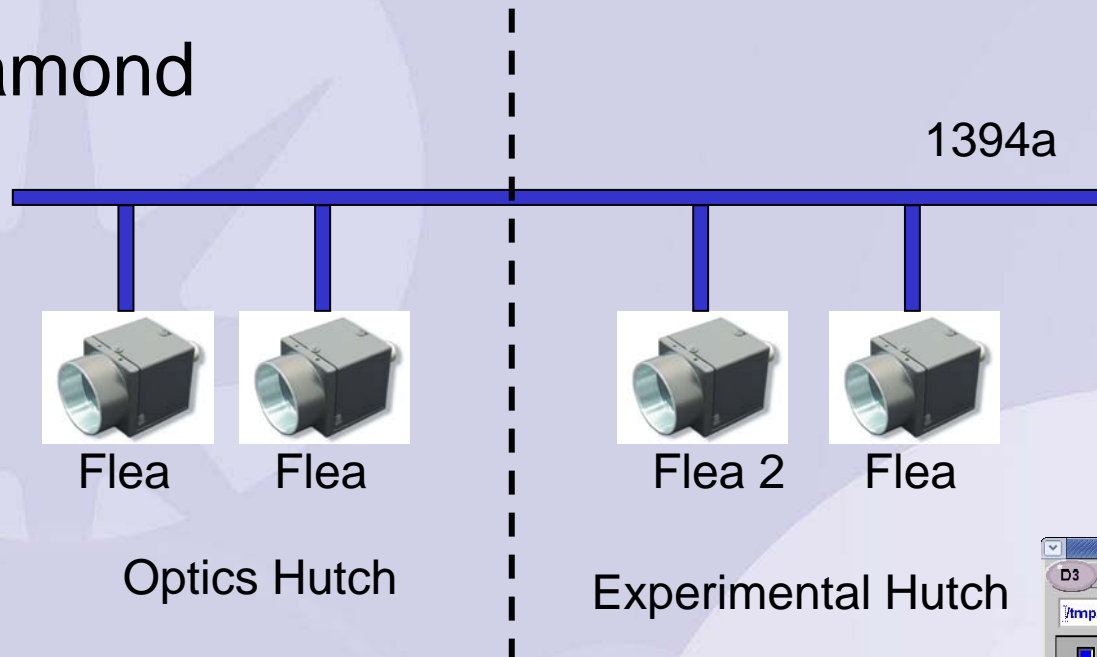 amond
1394a
Flea Flea Flea 2 Flea
Optics Hutch Experimental Hutch
D3
/tmp